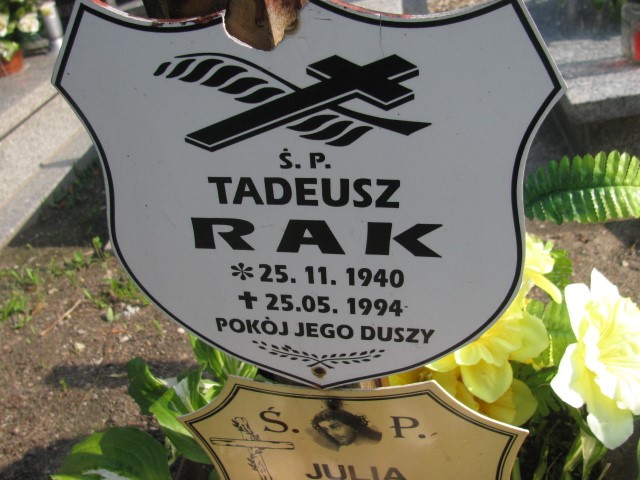 Ś. P.
TADEUSZ
RAK
* 25. 11. 1940
✝ 25.05. 1994
POKÒJ JEGO DUSZY
Ś. P.
JULIA